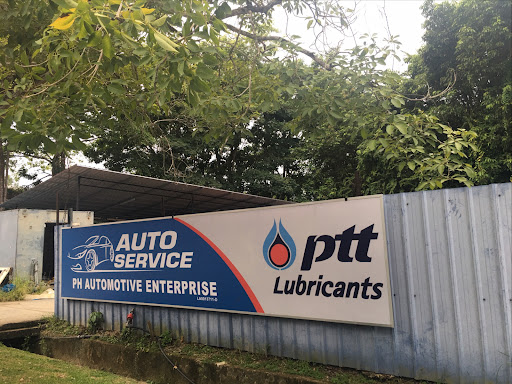 AUTO
SERVICE
PH AUTOMOTIVE ENTERPRISE
ptt
Lubricants